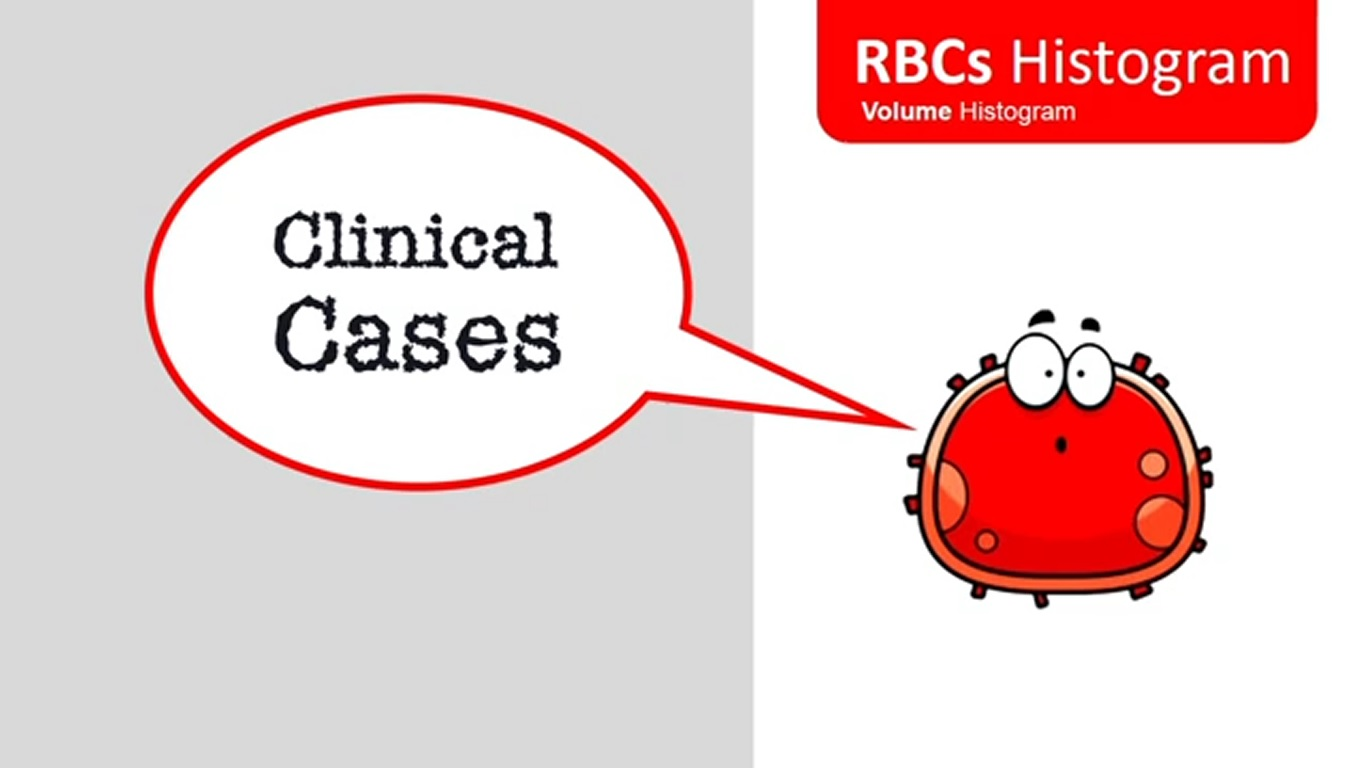 RBCs Histogram
Volume Histogram
Clinical
Cases